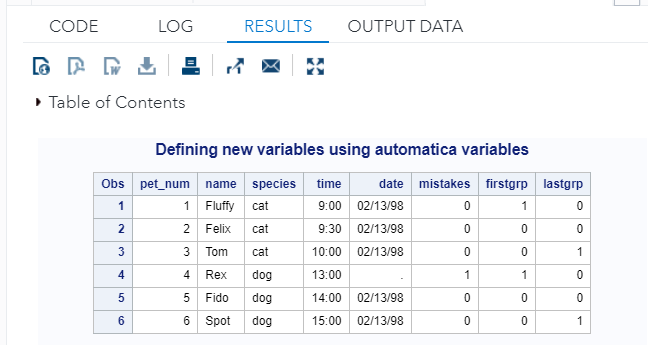 CODE LOG RESULTS OUTPUT DATA
Table of Contents
Defining new variables using automatica variables
Obs pet_num name species time date mistakes firstgrp lastgrp
1 1 Fluffy cat 9:00 02/13/98 0 1 0
2 2 Felix cat 9:30 02/13/98 0 0 0
3 3 Tom cat 10:00 02/13/98 0 0 1
4 4 Rex dog 13:00 . 1 1 0
5 5 Fido dog 14:00 02/13/98 0 0 0
6 6 Spot dog 15:00 02/13/98 0 0 1